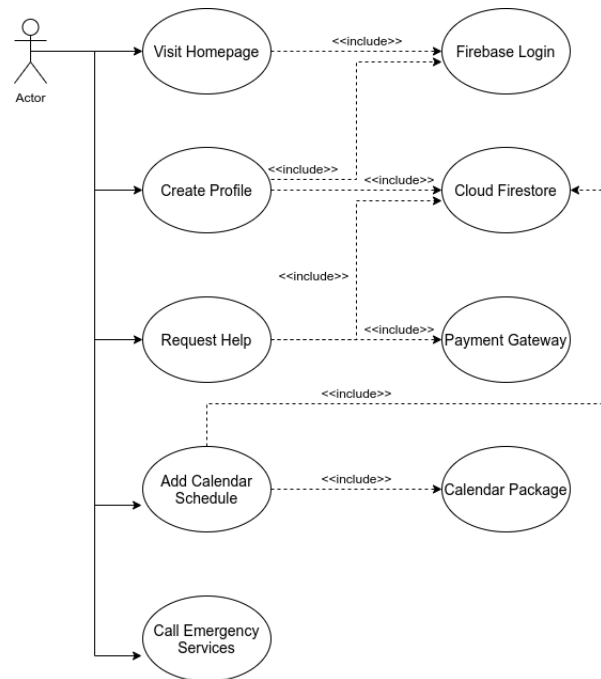 Visit Homepage
<<include>>
Firebase Login
Actor
<<include>>
Create Profile
<<include>>
Cloud Firestore
<<include>>
Request Help
<<include>>
Payment Gateway
<<include>>
Add Calendar
Schedule
<<include>>
Calendar Package
Call Emergency
Services